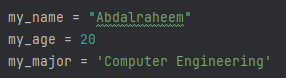 my_name = "Abdalraheem"
my_age = 20
my_major = 'Computer Engineering'